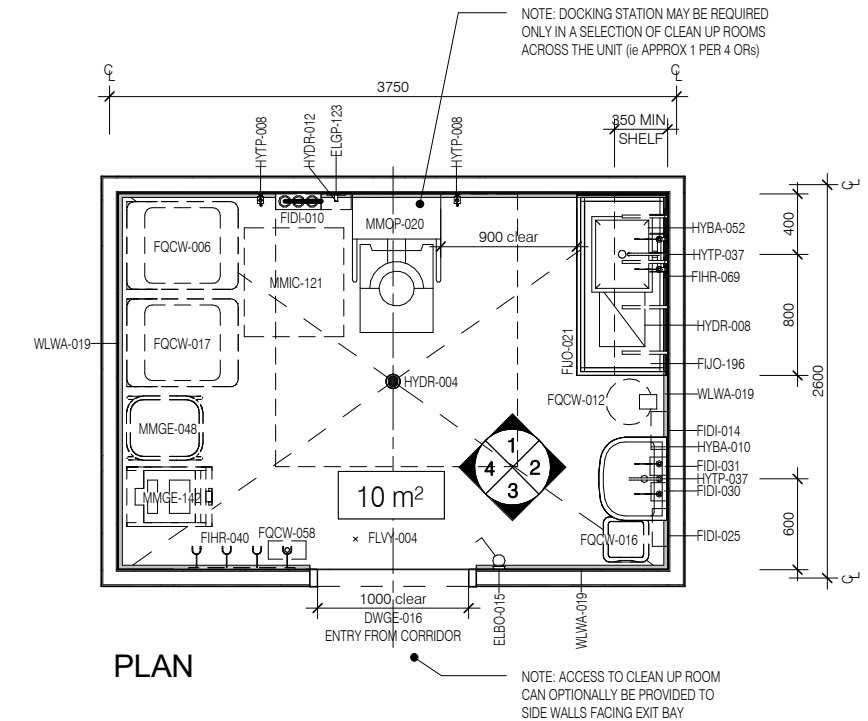 NOTE: DOCKING STATION MAY BE REQUIRED
ONLY IN A SELECTION OF CLEAN UP ROOMS
ACROSS THE UNIT (ie APPROX 1 PER 4 ORs)
℄
3750
℄
350 MIN
SHELF
℄
HYTP-008
HYDR-012
ELGP-123
HYTP-008
FIDI-010
MMOP-020
900 clear
400
FQCW-006
MMIC-121
HYBA-052
HYTP-037
FIHR-069
WLWA-019
FQCW-017
HYDR-008
800
FIJO-021
FIJO-196
2600
HYDR-004
FQCW-012
WLWA-019
MMGE-048
FIDI-014
HYBA-010
1
4
2
3
FIDI-031
HYTP-037
FIDI-030
MMGE-142
10 m²
600
FIHR-040
FQCW-058
× FLVY-004
FQCW-016
FIDI-025
℄
1000 clear
DWGE-016
ENTRY FROM CORRIDOR
ELBO-015
WLWA-019
PLAN
NOTE: ACCESS TO CLEAN UP ROOM
CAN OPTIONALLY BE PROVIDED TO
SIDE WALLS FACING EXIT BAY